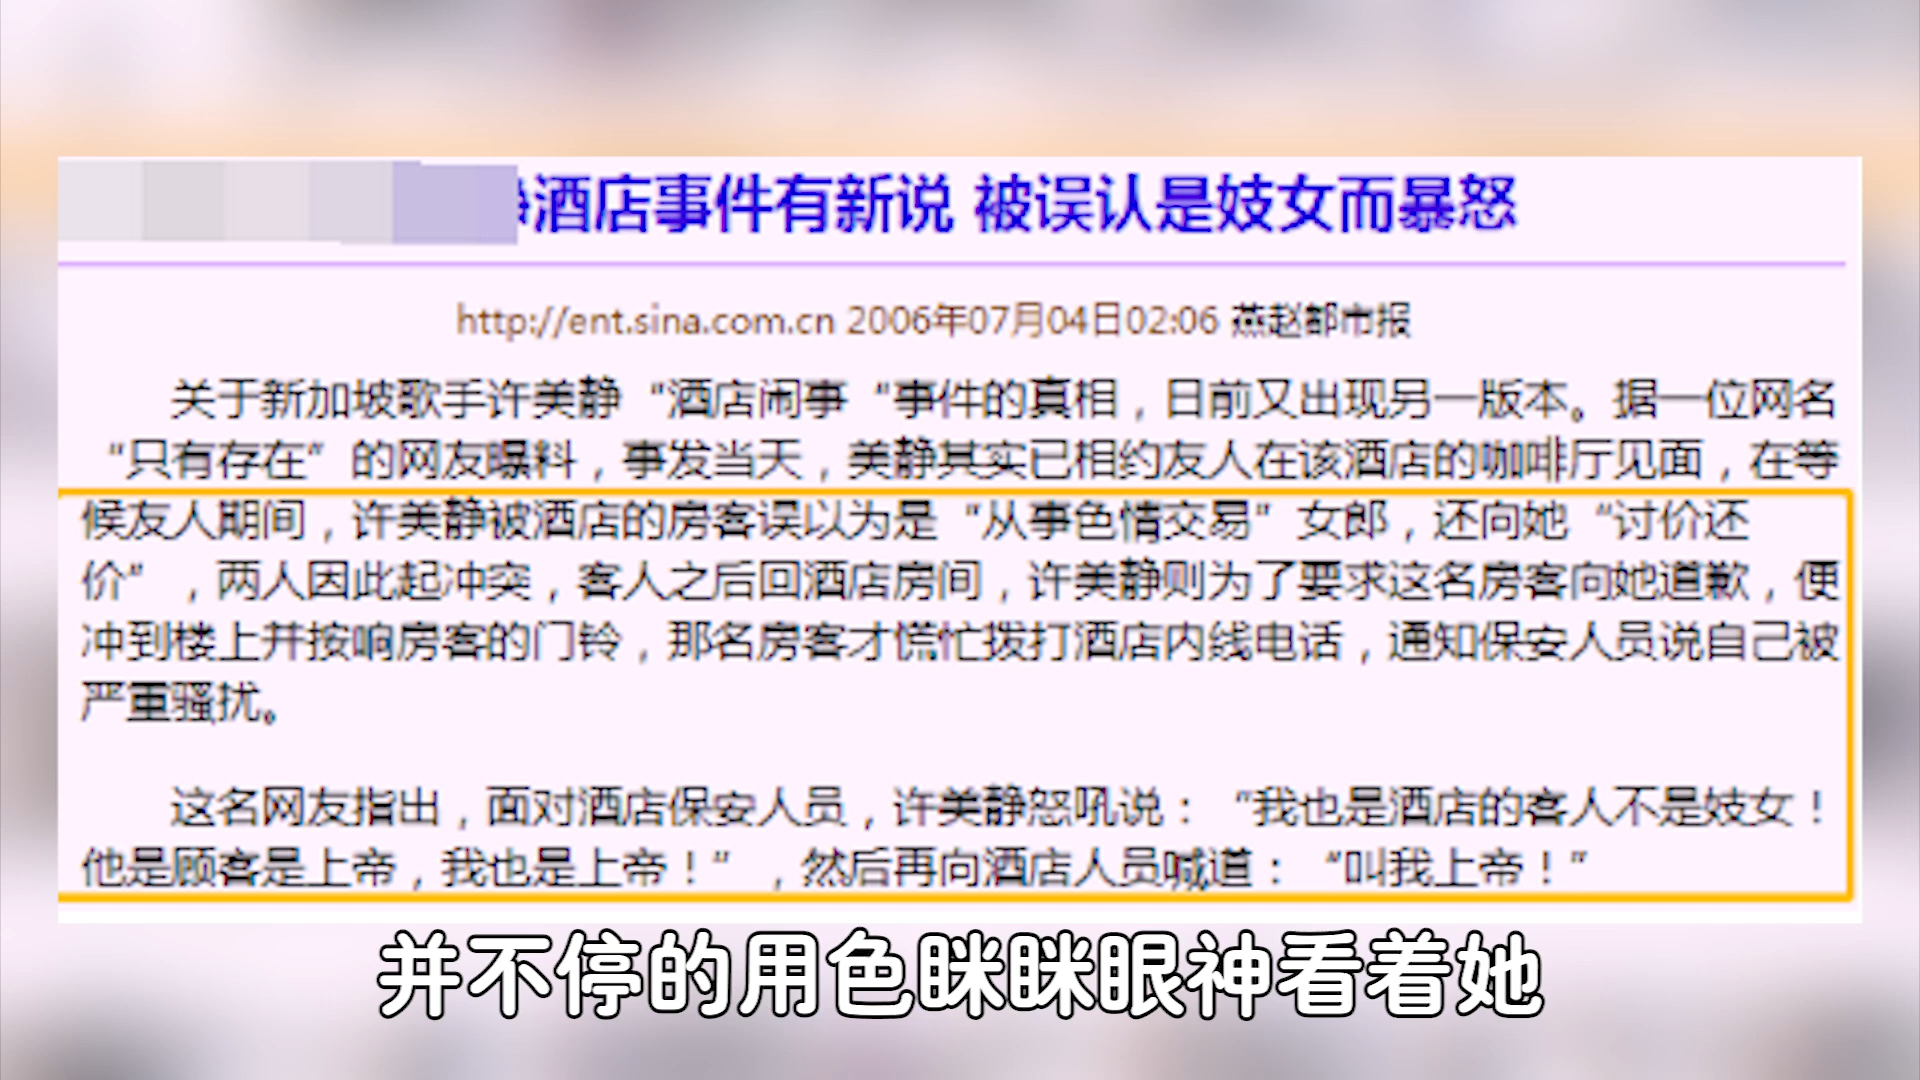 酒店事件有新说 被误认是妓女而暴怒
http://ent.sina.com.cn 2006年07月04日02:06 燕赵都市报
关于新加坡歌手许美静“酒店闹事“事件的真相，日前又出现另一版本。据一位网名
“只有存在”的网友曝料，事发当天，美静其实已相约友人在该酒店的咖啡厅见面，在等
候友人期间，许美静被酒店的房客误以为是“从事色情交易”女郎，还向她“讨价还
价”，两人因此起冲突，客人之后回酒店房间，许美静则为了要求这名房客向她道歉，便
冲到楼上并按响房客的门铃，那名房客才慌忙拨打酒店内线电话，通知保安人员说自己被
严重骚扰。
这名网友指出，面对酒店保安人员，许美静怒吼说：“我也是酒店的客人不是妓女！
他是顾客是上帝，我也是上帝！”，然后再向酒店人员喊道：“叫我上帝！”
并不停的用色眯眯眼神看着她